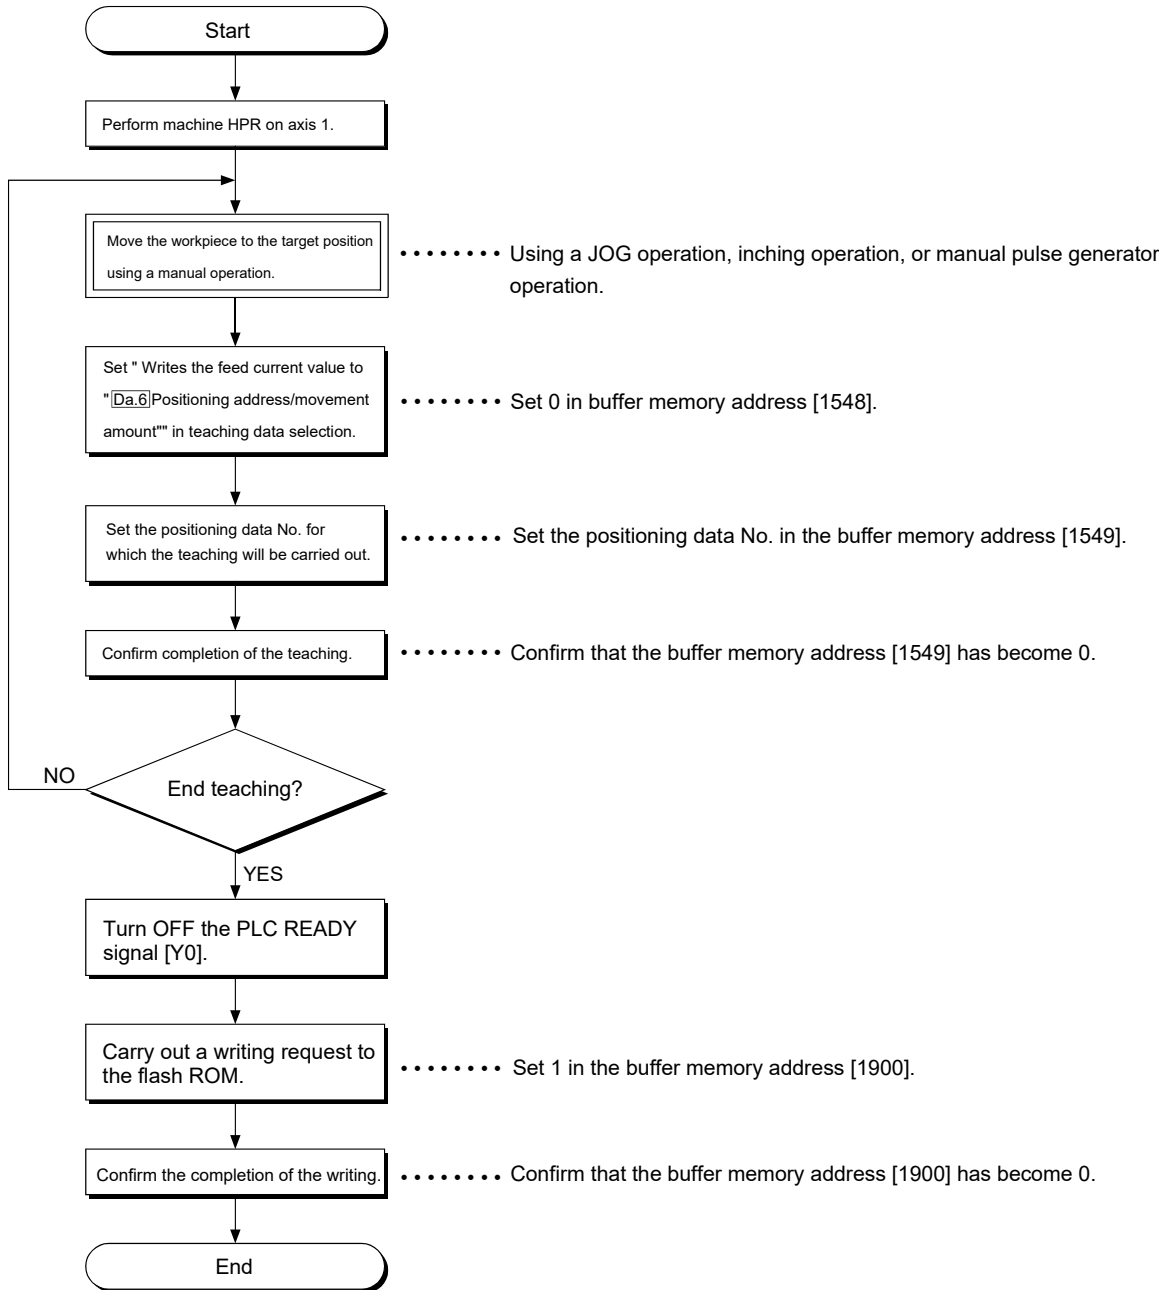 Start
Perform machine HPR on axis 1.
Move the workpiece to the target position
using a manual operation.
• • • • • • • • Using a JOG operation, inching operation, or manual pulse generator
operation.
Set " Writes the feed current value to
" Da.6 Positioning address/movement
amount"" in teaching data selection.
• • • • • • • • Set 0 in buffer memory address [1548].
Set the positioning data No. for
which the teaching will be carried out.
• • • • • • • • Set the positioning data No. in the buffer memory address [1549].
Confirm completion of the teaching.
• • • • • • • • Confirm that the buffer memory address [1549] has become 0.
End teaching?
NO
YES
Turn OFF the PLC READY
signal [Y0].
Carry out a writing request to
the flash ROM.
• • • • • • • • Set 1 in the buffer memory address [1900].
Confirm the completion of the writing.
• • • • • • • • Confirm that the buffer memory address [1900] has become 0.
End